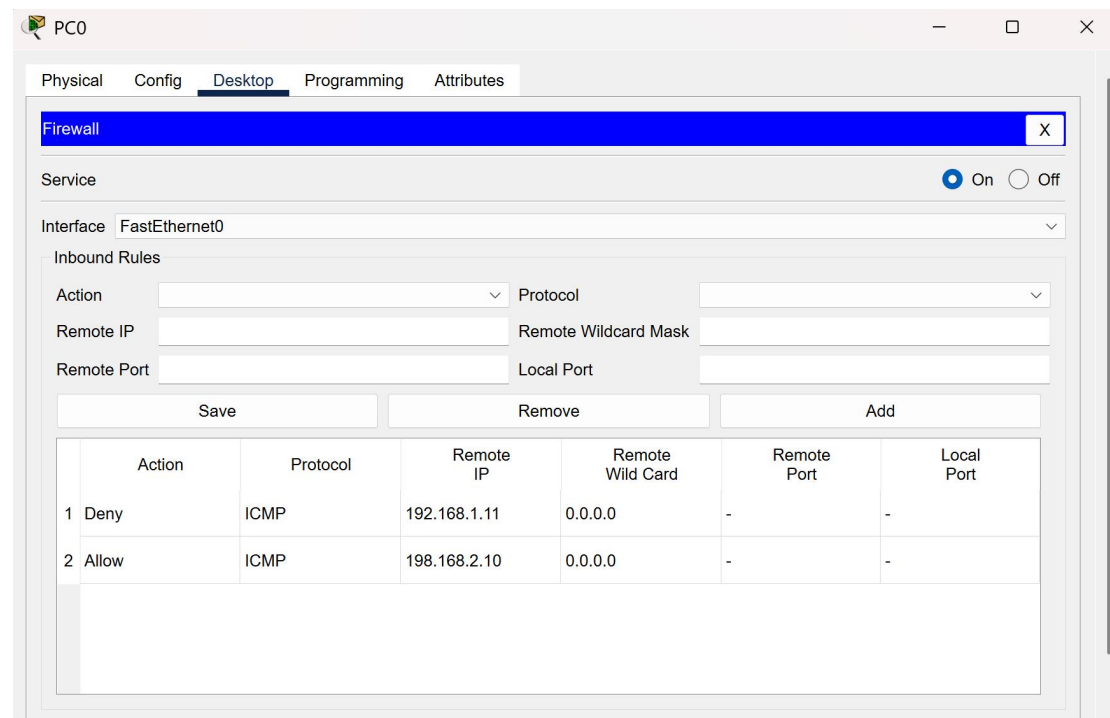 PC0
Physical Config Desktop Programming Attributes
Firewall X
Service On Off
Interface FastEthernet0
Inbound Rules
Action Protocol
Remote IP Remote Wildcard Mask
Remote Port Local Port
Save Remove Add
Action Protocol Remote IP Remote Wild Card Remote Port Local Port
1 Deny ICMP 192.168.1.11 0.0.0.0 - -
2 Allow ICMP 198.168.2.10 0.0.0.0 - -